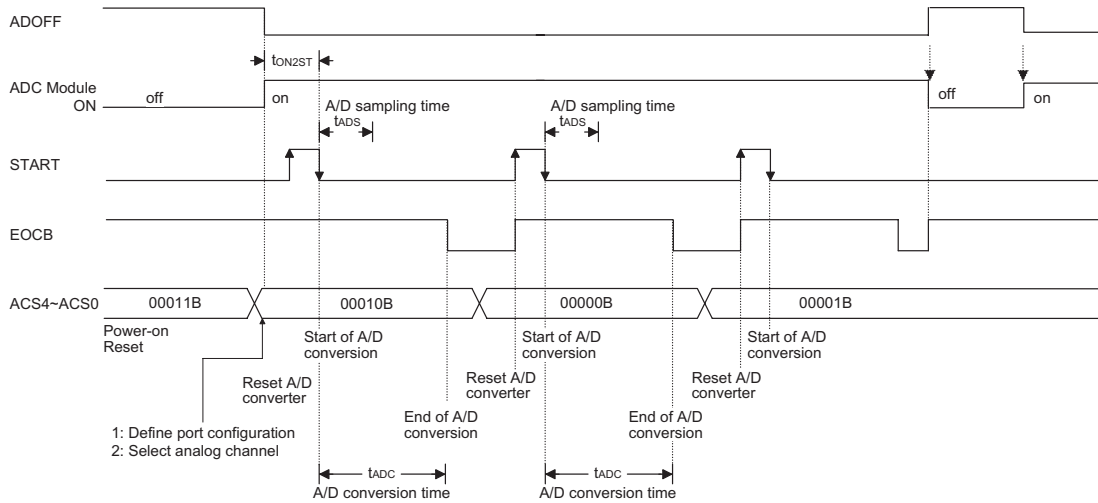 ADOFF
tON2ST
ADC Module
ON
off
on
off
on
A/D sampling time
tADS
A/D sampling time
tADS
START
EOCB
ACS4~ACS0
00011B
00010B
00000B
00001B
Power-on
Reset
Start of A/D
conversion
Start of A/D
conversion
Start of A/D
conversion
Reset A/D
converter
Reset A/D
converter
Reset A/D
converter
End of A/D
conversion
End of A/D
conversion
1: Define port configuration
2: Select analog channel
tADC
A/D conversion time
tADC
A/D conversion time